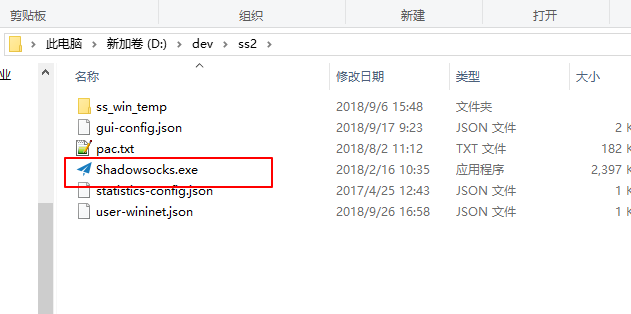 剪贴板 组织 新建 打开
此电脑 新加卷 (D:) dev ss2
业 名称 修改日期 类型 大小
ss_win_temp 2018/9/6 15:48 文件夹
gui-config.json 2018/9/17 9:23 JSON 文件 2 K
pac.txt 2018/8/2 11:12 TXT 文件 182 K
Shadowsocks.exe 2018/2/16 10:35 应用程序 2,397 K
statistics-config.json 2017/4/25 12:43 JSON 文件 1 K
user-wininet.json 2018/9/26 16:58 JSON 文件 1 K